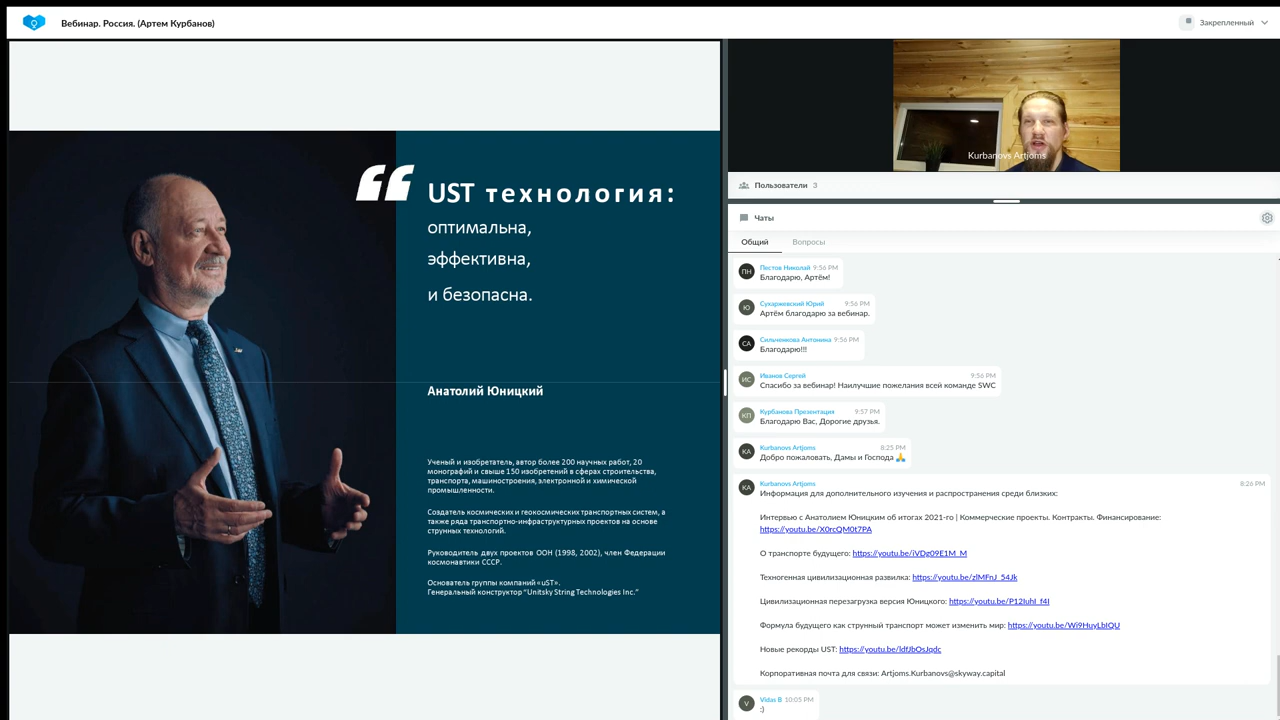 Вебинар. Россия. (Артем Курбанов)
Закрепленный
UST технология:
оптимальна,
эффективна,
и безопасна.
Анатолий Юницкий
Ученый и изобретатель, автор более 200 научных работ, 20
монографий и свыше 150 изобретений в сферах строительства,
транспорта, машиностроения, электронной и химической
промышленности.
Создатель космических и геокосмических транспортных систем, а
также ряда транспортно-инфраструктурных проектов на основе
струнных технологий.
Руководитель двух проектов ООН (1998, 2002), член Федерации
космонавтики СССР.
Основатель группы компаний «uST».
Генеральный конструктор "Unitsky String Technologies Inc."
Kurbanovs Artjoms
Пользователи 3
Чаты
Общий Вопросы
ПН Пестов Николай 9:56 PM
Благодарю, Артём!
Ю Сухаржевский Юрий 9:56 PM
Артём благодарю за вебинар.
СА Сильченкова Антонина 9:56 PM
Благодарю!!!
ИС Иванов Сергей 9:56 PM
Спасибо за вебинар! Наилучшие пожелания всей команде SWC
КП Курбанова Презентация 9:57 PM
Благодарю Вас, Дорогие друзья.
KA Kurbanovs Artjoms 8:25 PM
Добро пожаловать, Дамы и Господа 🙏
KA Kurbanovs Artjoms 8:26 PM
Информация для дополнительного изучения и распространения среди близких:
Интервью с Анатолием Юницким об итогах 2021-го | Коммерческие проекты. Контракты. Финансирование:
https://youtu.be/X0rcQM0t7PA
О транспорте будущего: https://youtu.be/iVDg09E1M_M
Техногенная цивилизационная развилка: https://youtu.be/zlMFnJ_54Jk
Цивилизационная перезагрузка версия Юницкого: https://youtu.be/P12IuhI_f4I
Формула будущего как струнный транспорт может изменить мир: https://youtu.be/Wi9HuyLbIQU
Новые рекорды UST: https://youtu.be/ldfJbOsJqdc
Корпоративная почта для связи: Artjoms.Kurbanovs@skyway.capital
V Vidas B 10:05 PM
:)